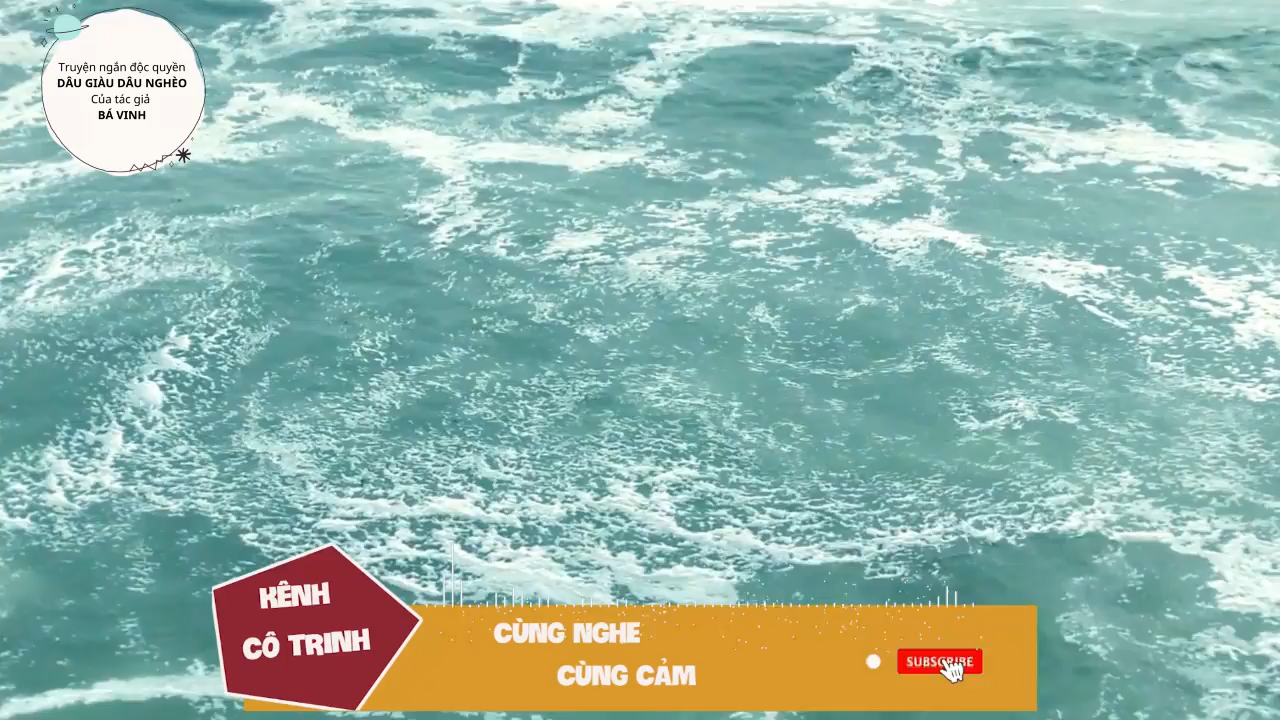 Truyện ngắn độc quyền
DÂU GIÀU DÂU NGHÈO
Của tác giả
BÁ VINH
KÊNH
CÔ TRINH
CÙNG NGHE
CÙNG CẢM
SUBSCRIBE